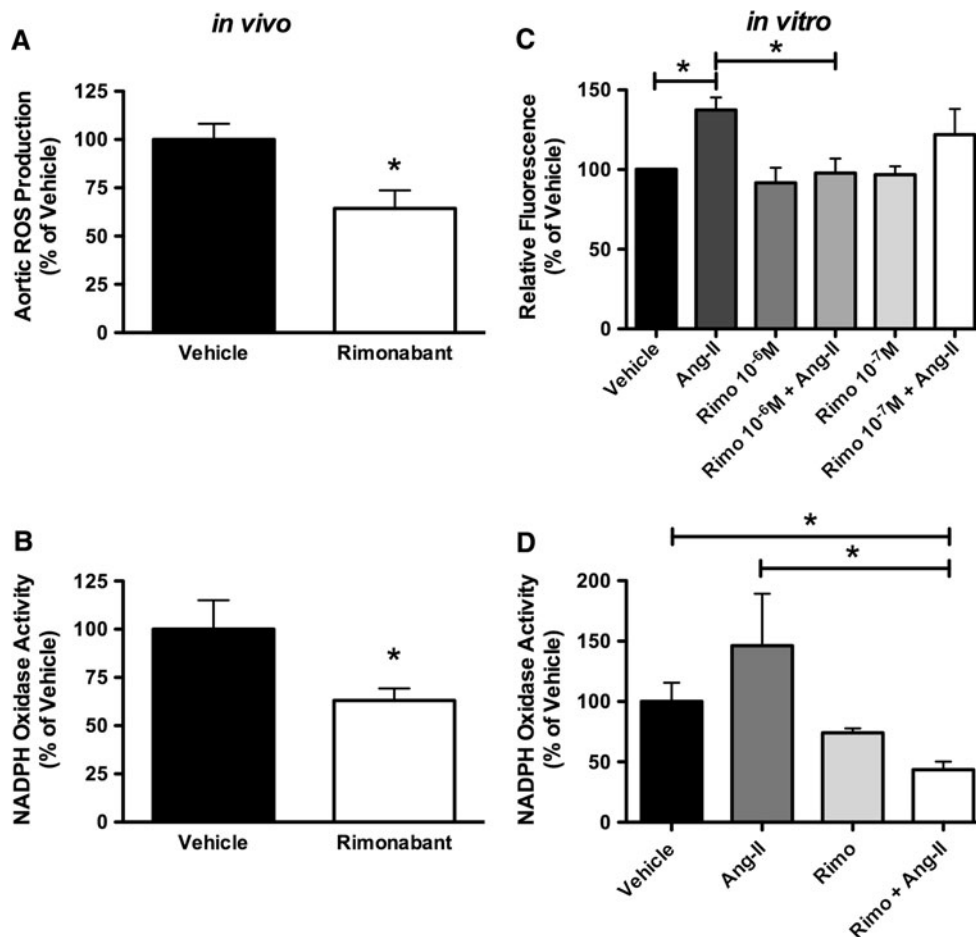 in vivo
A
Aortic ROS Production
(% of Vehicle)
125
100
75
50
25
0
*
Vehicle
Rimonabant
in vitro
C
Relative Fluorescence
(% of Vehicle)
150
100
50
0
*
*
Vehicle
Ang-II
Rimo 10⁻⁶M
Rimo 10⁻⁶M + Ang-II
Rimo 10⁻⁷M
Rimo 10⁻⁷M + Ang-II
B
NADPH Oxidase Activity
(% of Vehicle)
125
100
75
50
25
0
*
Vehicle
Rimonabant
D
NADPH Oxidase Activity
(% of Vehicle)
200
150
100
50
0
*
*
Vehicle
Ang-II
Rimo
Rimo + Ang-II